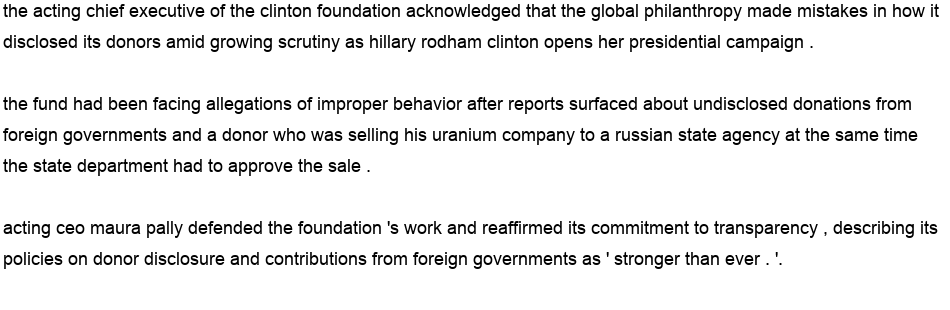 the acting chief executive of the clinton foundation acknowledged that the global philanthropy made mistakes in how it
disclosed its donors amid growing scrutiny as hillary rodham clinton opens her presidential campaign .
the fund had been facing allegations of improper behavior after reports surfaced about undisclosed donations from
foreign governments and a donor who was selling his uranium company to a russian state agency at the same time
the state department had to approve the sale .
acting ceo maura pally defended the foundation 's work and reaffirmed its commitment to transparency , describing its
policies on donor disclosure and contributions from foreign governments as ' stronger than ever . '.